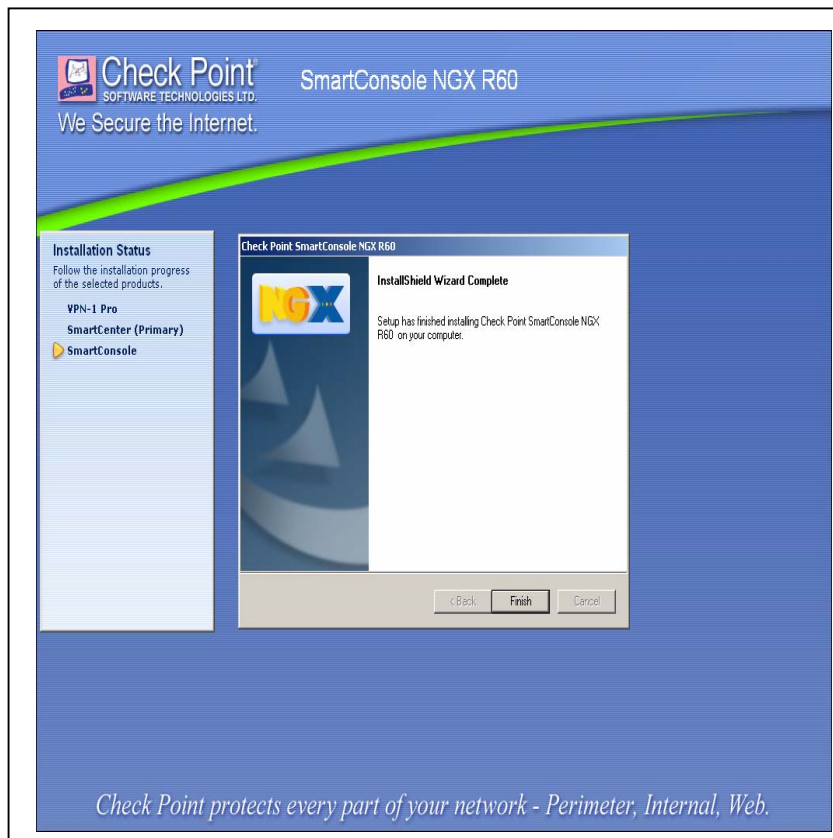 Check Point
SOFTWARE TECHNOLOGIES LTD.
We Secure the Internet.
SmartConsole NGX R60
Installation Status
Follow the installation progress
of the selected products.
VPN-1 Pro
SmartCenter (Primary)
SmartConsole
Check Point SmartConsole NGX R60
NGX
InstallShield Wizard Complete
Setup has finished installing Check Point SmartConsole NGX
R60 on your computer.
< Back
Finish
Cancel
Check Point protects every part of your network - Perimeter, Internal, Web.